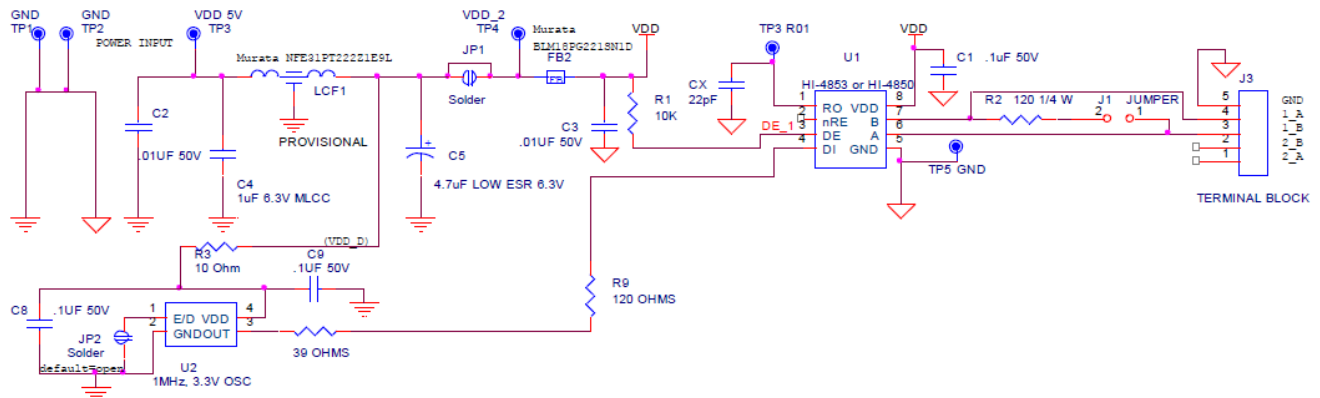 GND
TP1
GND
TP2
POWER INPUT
VDD 5V
TP3
Murata NFE31PT222Z1E9L
LCF1
PROVISIONAL
C2
.01UF 50V
C4
1uF 6.3V MLCC
C5
4.7uF LOW ESR 6.3V
JP1
Solder
VDD_2
TP4
Murata
BLM18PG221SN1D
FB2
FB
VDD
C3
.01UF 50V
R1
10K
TP3 R01
CX
22pF
DE_1
U1
HI-4853 or HI-4850
1 RO VDD 8
2 nRE B 7
3 DE A 6
4 DI GND 5
VDD
C1 .1uF 50V
R2 120 1/4 W
J1 JUMPER
2 1
TP5 GND
J3
5 GND
4 1_A
3 1_B
2 2_B
1 2_A
TERMINAL BLOCK
R3
10 Ohm
(VDD_D)
C9
.1UF 50V
C8 .1UF 50V
JP2
Solder
default=open
1 E/D VDD 4
2 GNDOUT 3
U2
1MHz, 3.3V OSC
39 OHMS
R9
120 OHMS